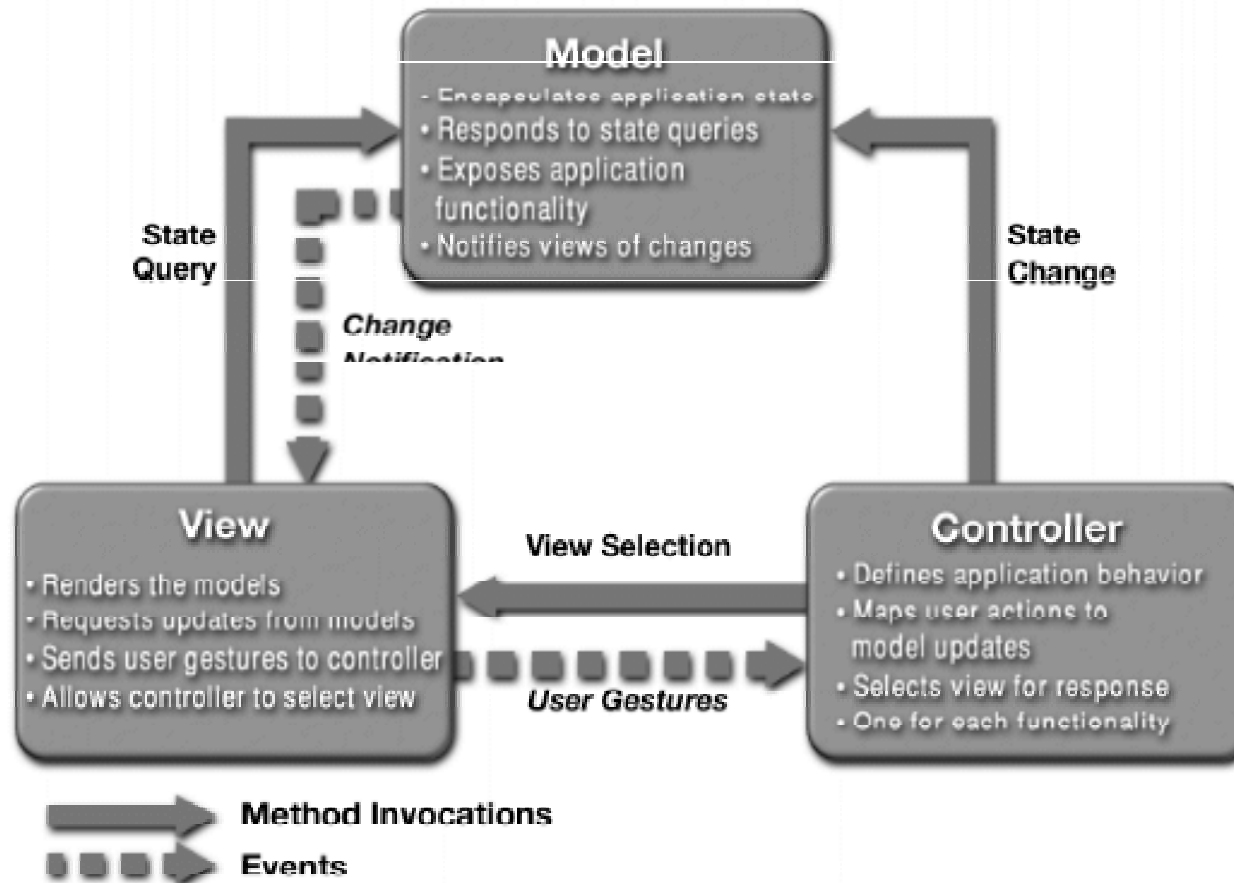 Model
- Encapsulates application state
• Responds to state queries
• Exposes application
functionality
• Notifies views of changes
State
Query
State
Change
Change
Notification
View
• Renders the models
• Requests updates from models
• Sends user gestures to controller
• Allows controller to select view
View Selection
User Gestures
Controller
• Defines application behavior
• Maps user actions to
model updates
• Selects view for response
• One for each functionality
Method Invocations
Events